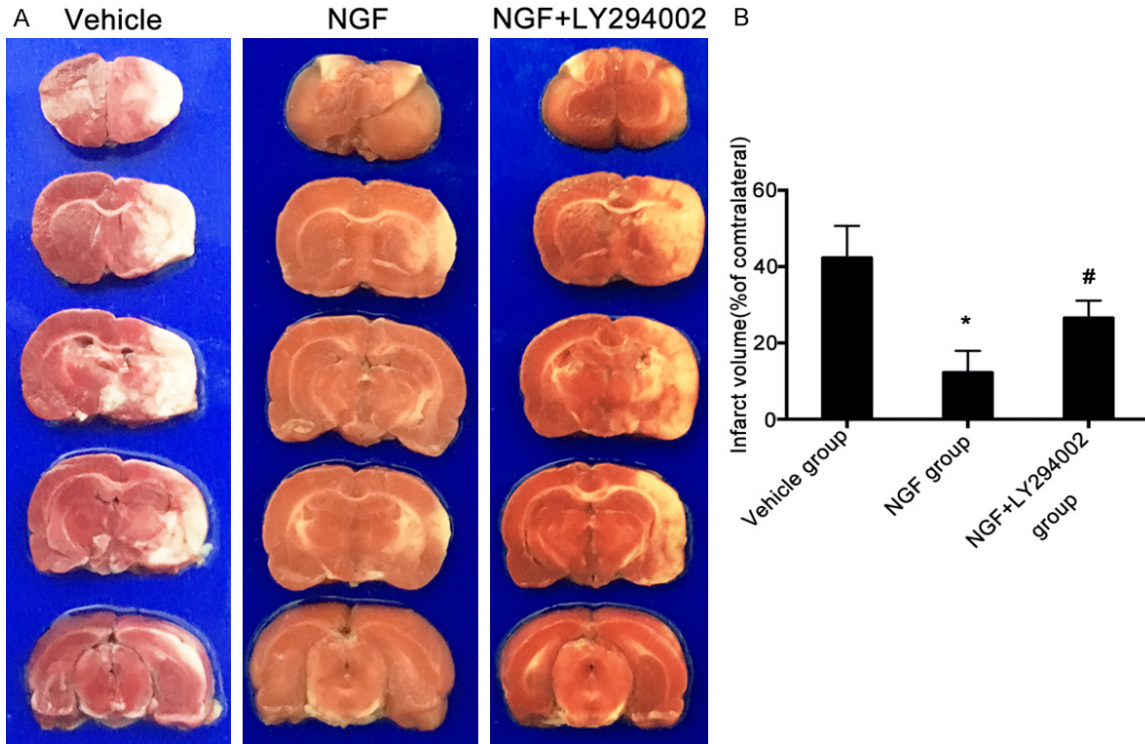 A
Vehicle
NGF
NGF+LY294002
B
Infarct volume(%of comtralateral)
60
40
20
0
*
#
Vehicle group
NGF group
NGF+LY294002
group